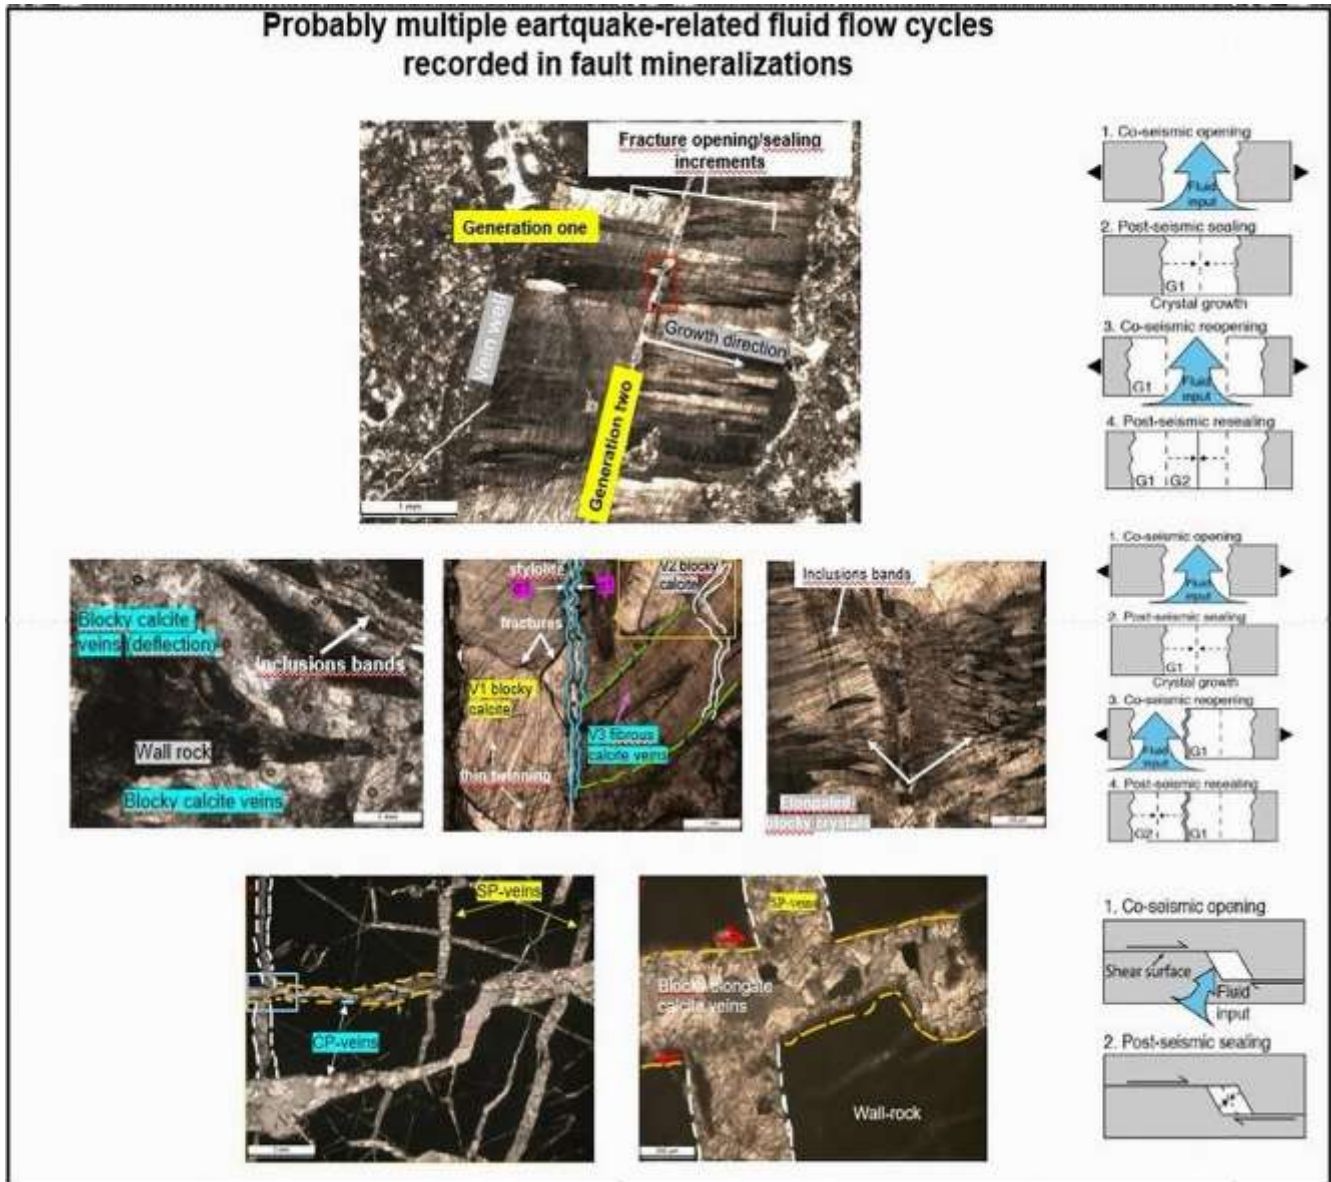 Probably multiple eartquake-related fluid flow cycles
recorded in fault mineralizations
Fracture opening/sealing
increments
Generation one
Growth direction
Generation two
1 mm
1. Co-seismic opening
Fluid
input
2. Post-seismic sealing
G1
Crystal growth
3. Co-seismic reopening
G1
Fluid
input
4. Post-seismic resealing
G1
G2
Blocky calcite
veins (deflection)
Inclusions bands
Wall rock
Blocky calcite veins
1 mm
stylolite
V2 blocky
calcite
fractures
V1 blocky
calcite
V3 fibrous
calcite veins
thin twinning
Inclusions bands
Elongated
blocky crystals
1. Co-seismic opening
Fluid
input
2. Post-seismic sealing
G1
Crystal growth
3. Co-seismic reopening
Fluid
input
G1
4. Post-seismic resealing
G2
G1
SP-veins
CP-veins
SP-veins
Blocky elongate
calcite veins
Wall-rock
1. Co-seismic opening
Shear surface
Fluid
input
2. Post-seismic sealing